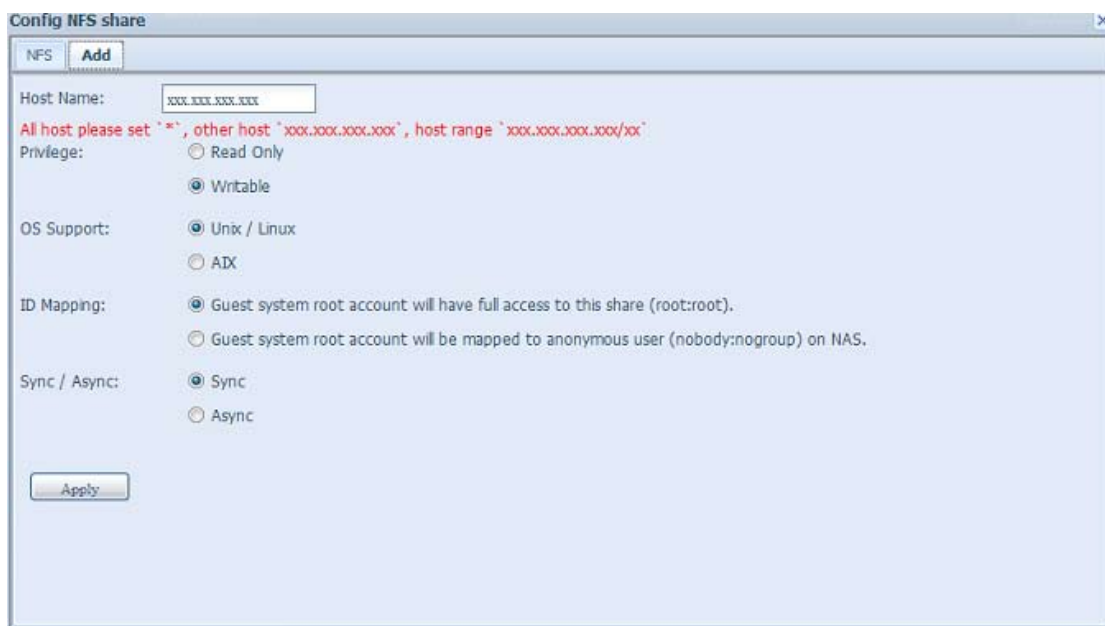 Config NFS share
NFS Add
Host Name: xxx.xxx.xxx.xxx
All host please set `*`, other host `xxx.xxx.xxx.xxx`, host range `xxx.xxx.xxx.xxx/xx`
Privilege: Read Only
Writable
OS Support: Unix / Linux
AIX
ID Mapping: Guest system root account will have full access to this share (root:root).
Guest system root account will be mapped to anonymous user (nobody:nogroup) on NAS.
Sync / Async: Sync
Async
Apply